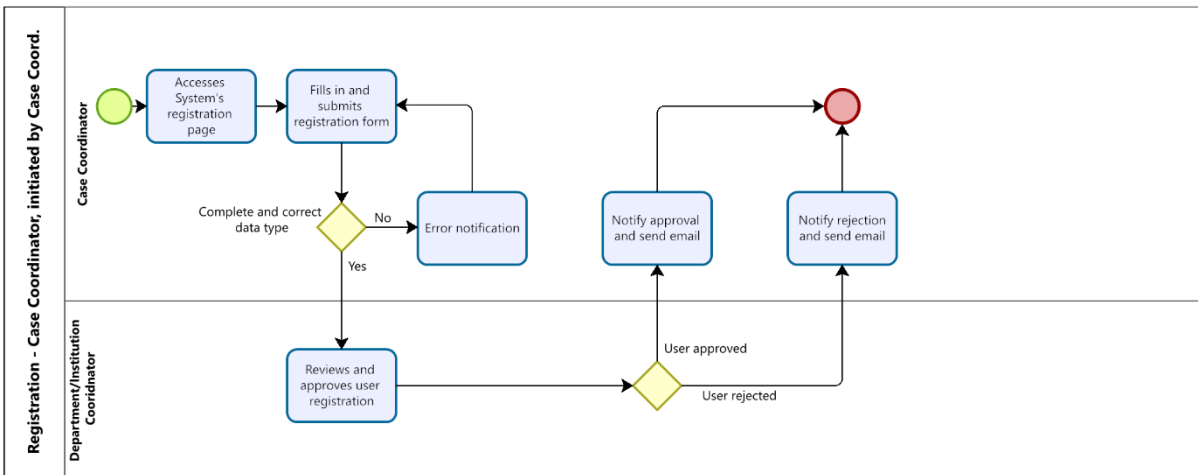 Registration - Case Coordinator, initiated by Case Coord.
Case Coordinator
Accesses
System's
registration
page
Fills in and
submits
registration form
Complete and correct
data type
No
Error notification
Yes
Notify approval
and send email
Notify rejection
and send email
Department/Institution
Cooridnator
Reviews and
approves user
registration
User approved
User rejected